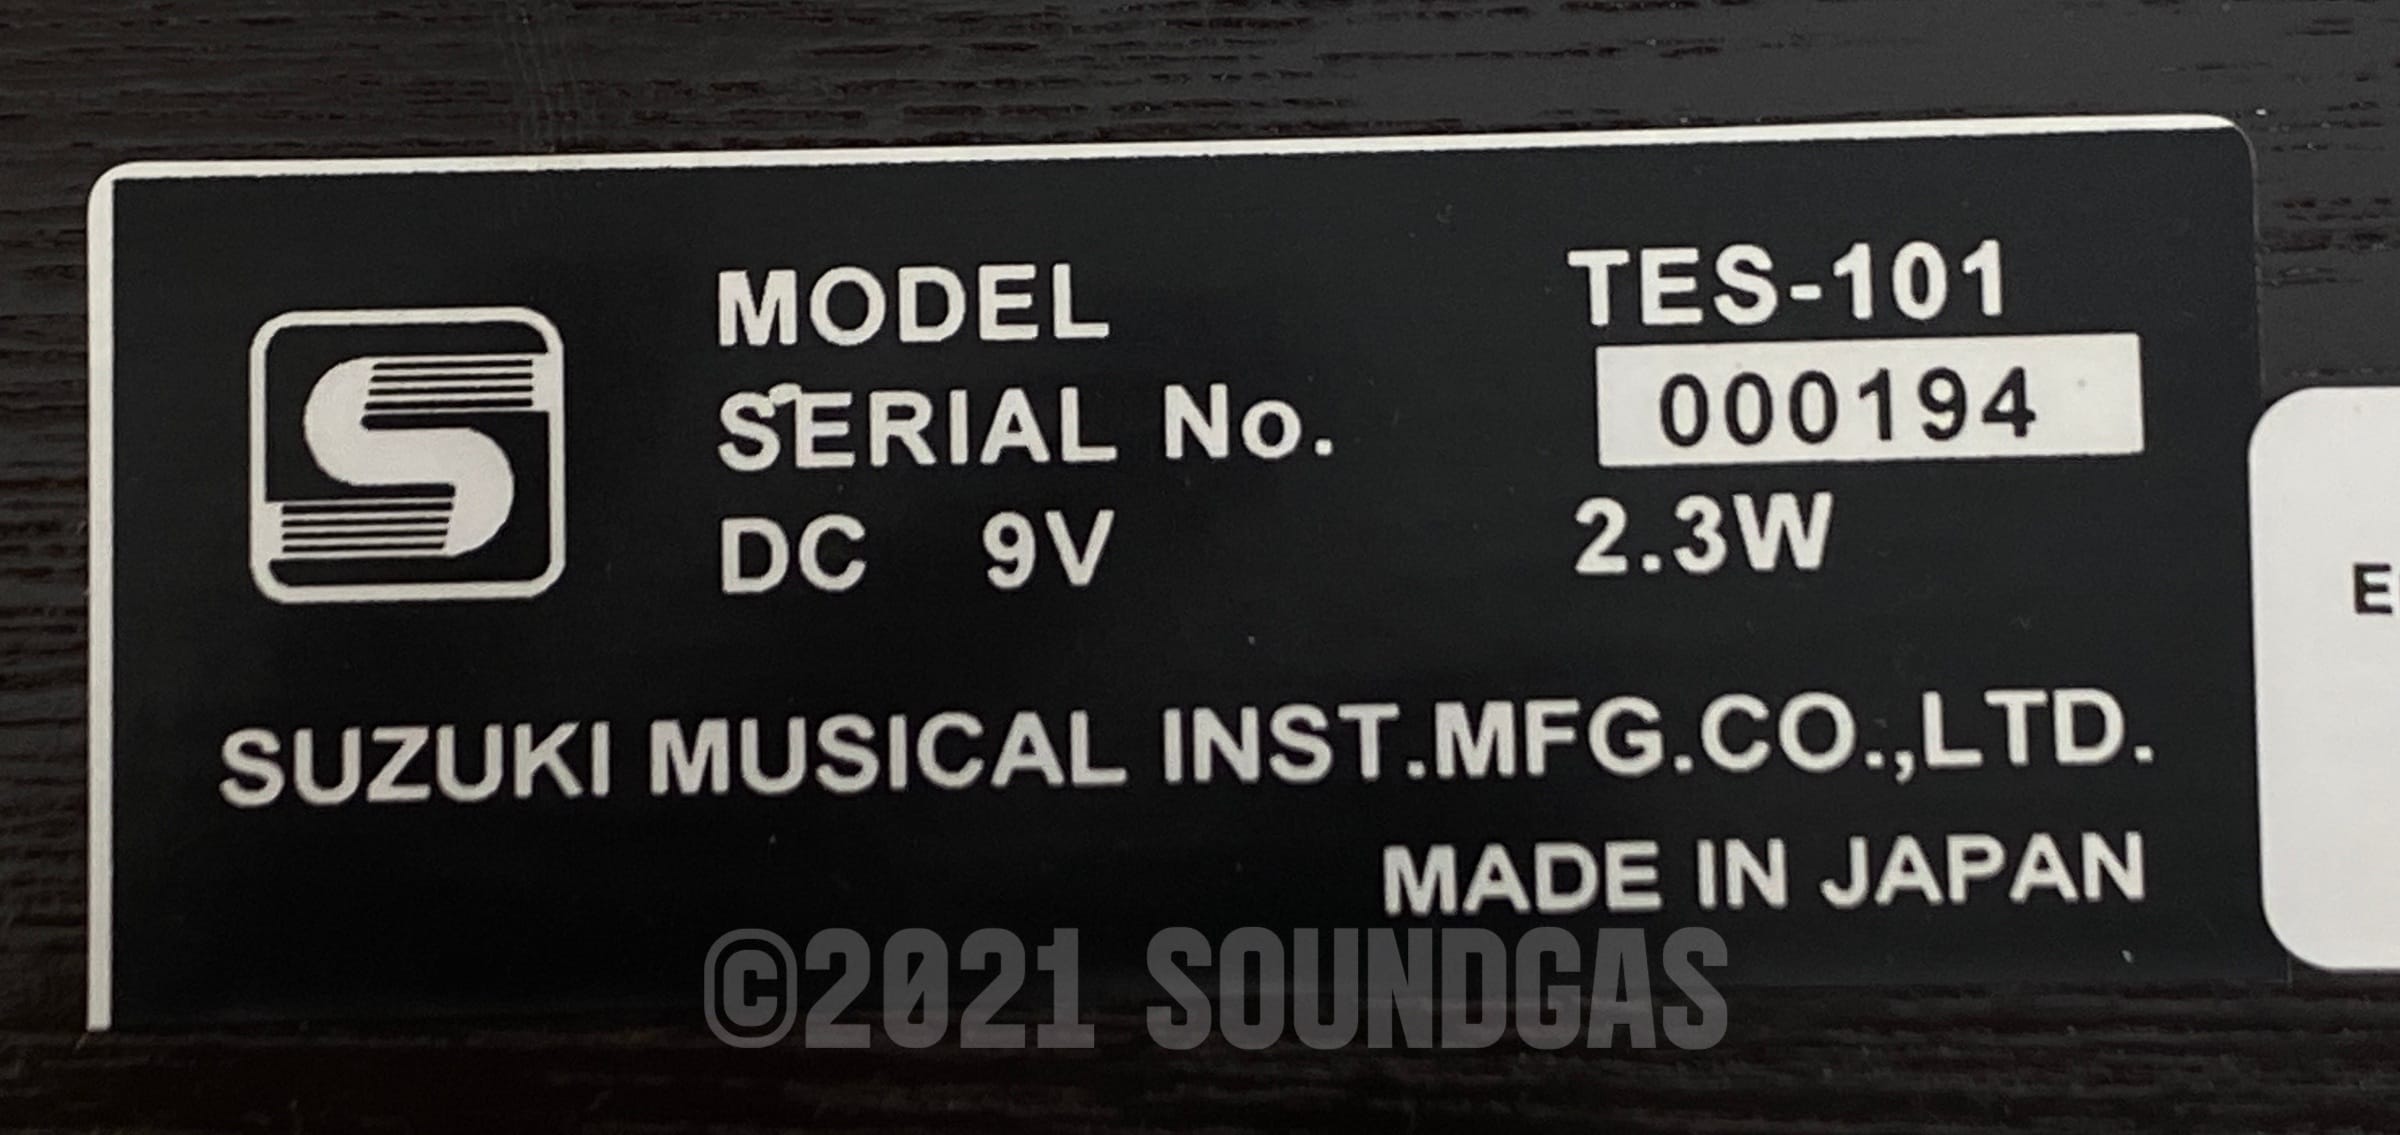 MODEL TES-101
SERIAL No. 000194
DC 9V 2.3W
SUZUKI MUSICAL INST.MFG.CO.,LTD.
MADE IN JAPAN
©2021 SOUNDGAS